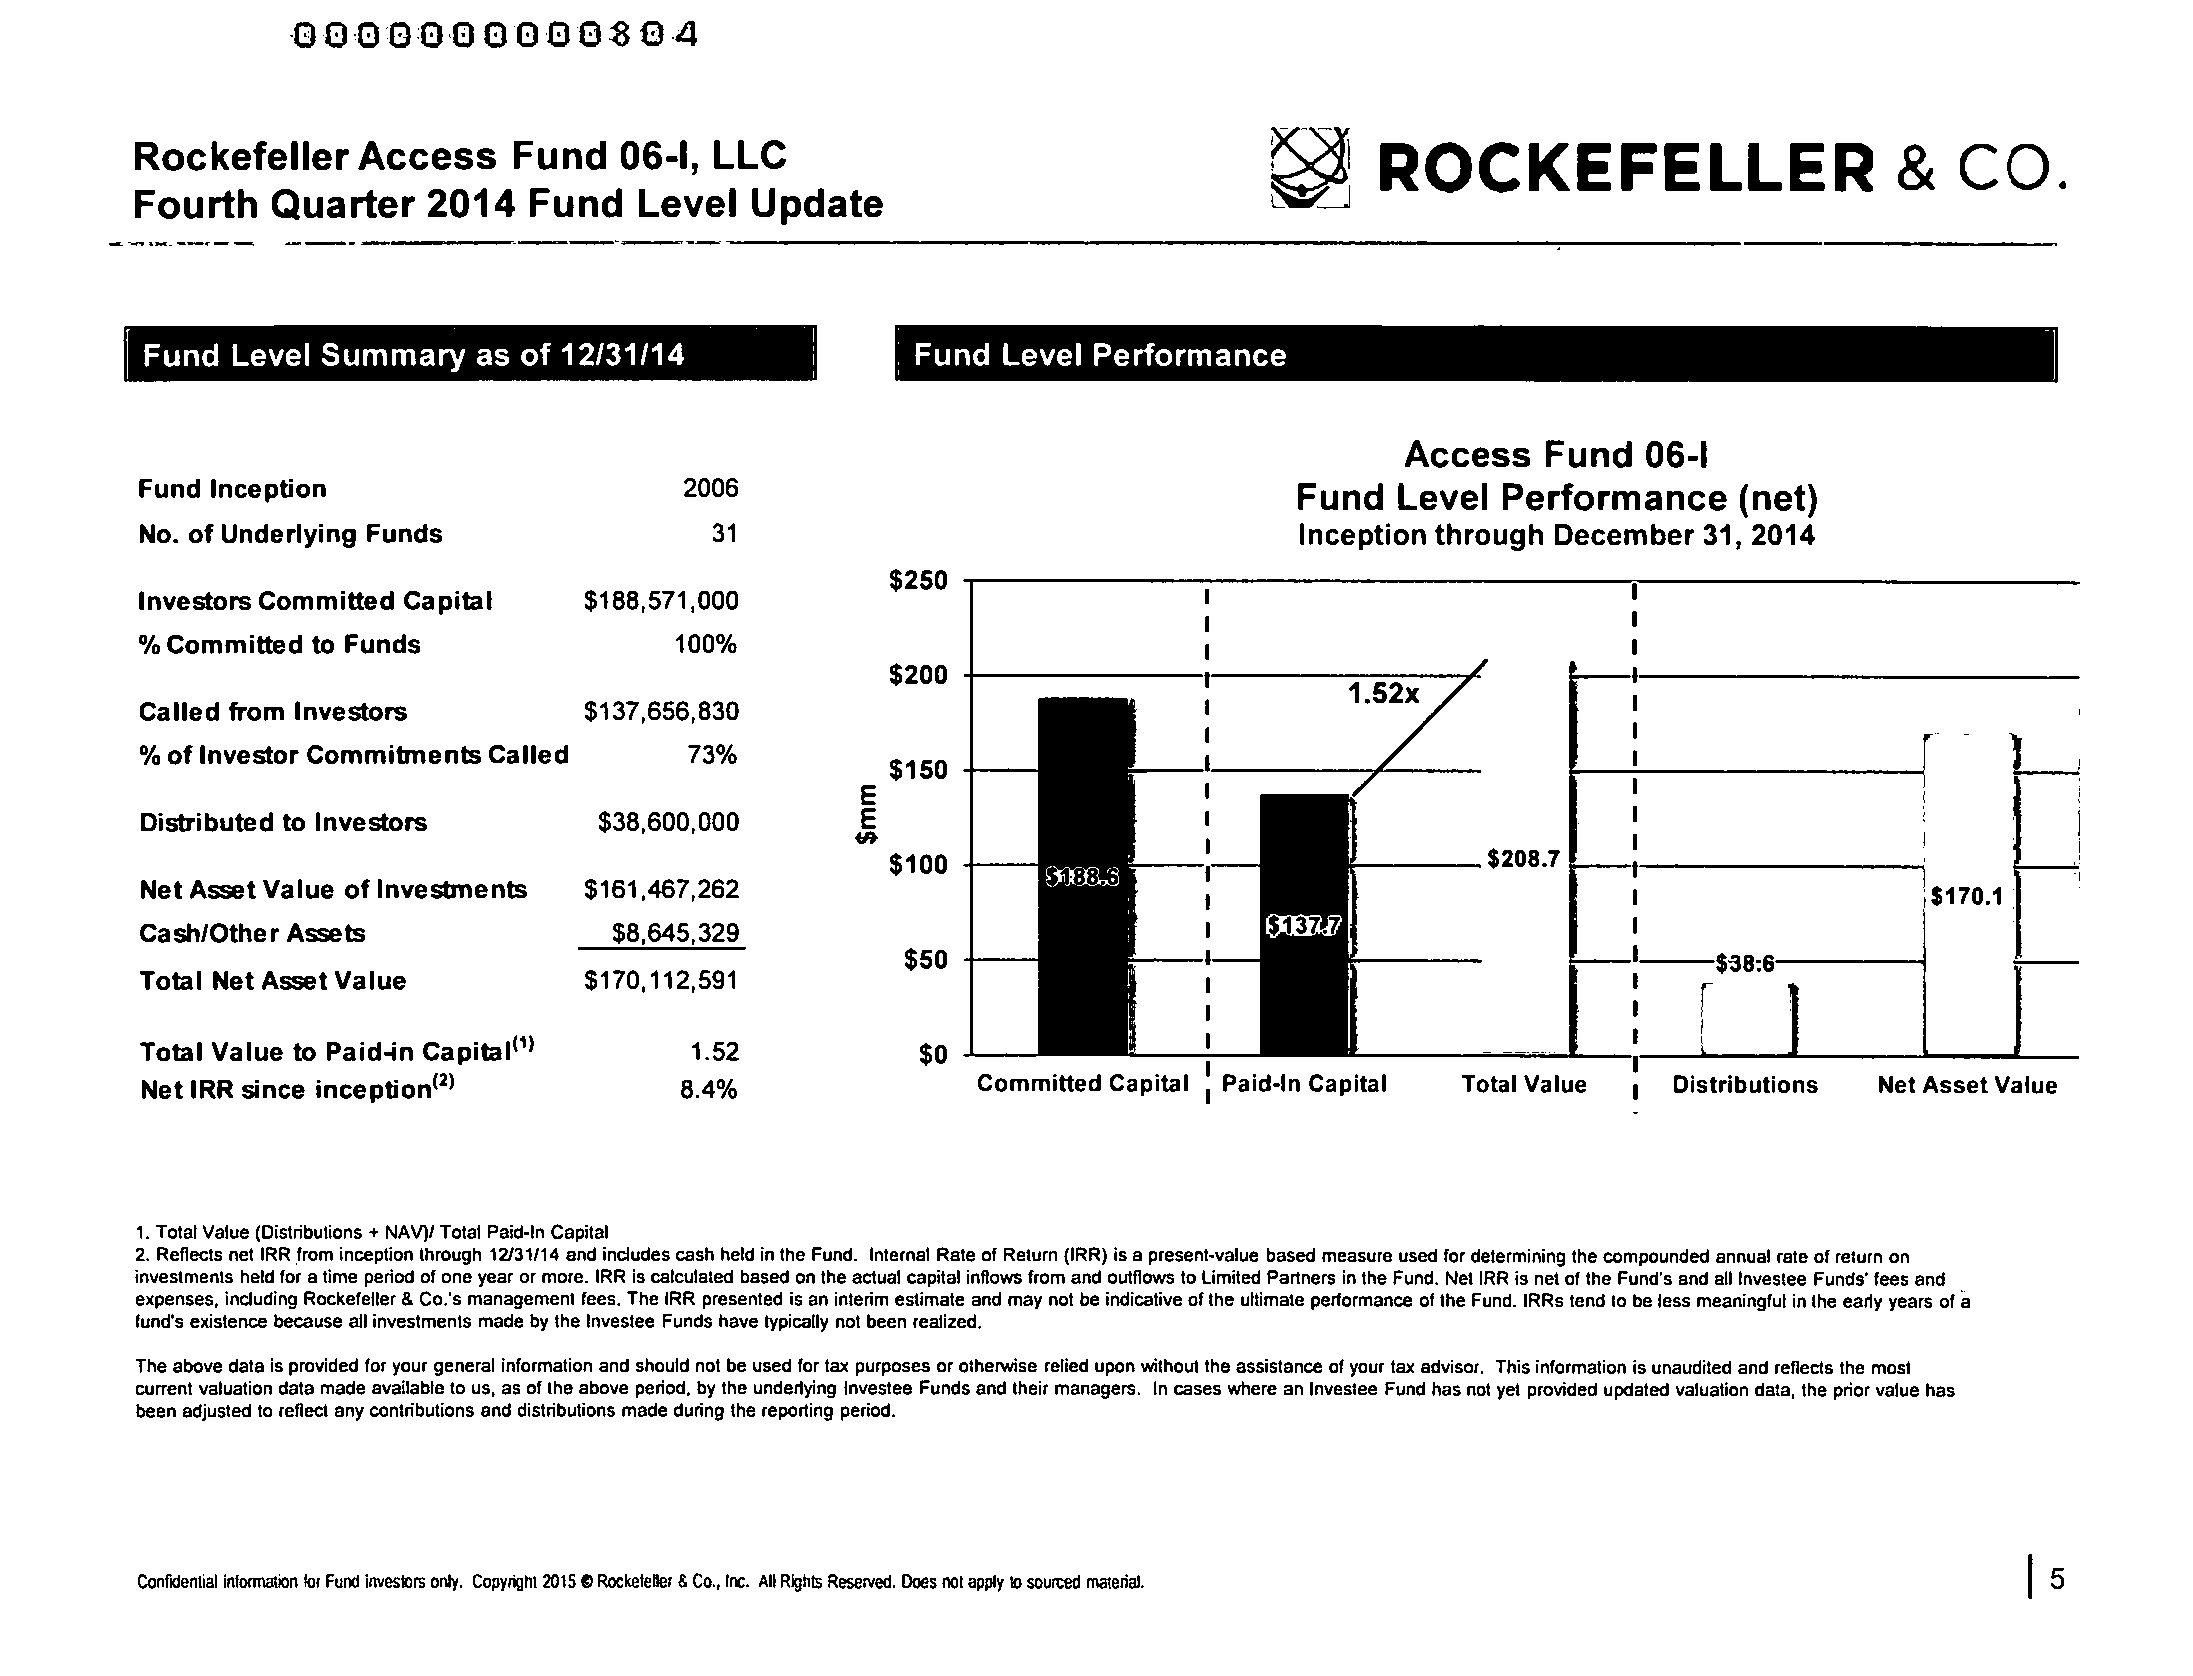 0000000000804
Rockefeller Access Fund 06-I, LLC
Fourth Quarter 2014 Fund Level Update
ROCKEFELLER & CO.
Fund Level Summary as of 12/31/14
Fund Inception 2006
No. of Underlying Funds 31
Investors Committed Capital $188,571,000
% Committed to Funds 100%
Called from Investors $137,656,830
% of Investor Commitments Called 73%
Distributed to Investors $38,600,000
Net Asset Value of Investments $161,467,262
Cash/Other Assets $8,645,329
Total Net Asset Value $170,112,591
Total Value to Paid-in Capital(1) 1.52
Net IRR since inception(2) 8.4%
Fund Level Performance
Access Fund 06-I
Fund Level Performance (net)
Inception through December 31, 2014
$mm
$250
$200
$150
$100
$50
$0
1.52x
$188.6
$137.7
$208.7
$38.6
$170.1
Committed Capital Paid-In Capital Total Value Distributions Net Asset Value
1. Total Value (Distributions + NAV)/ Total Paid-In Capital
2. Reflects net IRR from inception through 12/31/14 and includes cash held in the Fund. Internal Rate of Return (IRR) is a present-value based measure used for determining the compounded annual rate of return on
investments held for a time period of one year or more. IRR is calculated based on the actual capital inflows from and outflows to Limited Partners in the Fund. Net IRR is net of the Fund's and all Investee Funds' fees and
expenses, including Rockefeller & Co.'s management fees. The IRR presented is an interim estimate and may not be indicative of the ultimate performance of the Fund. IRRs tend to be less meaningful in the early years of a
fund's existence because all investments made by the Investee Funds have typically not been realized.
The above data is provided for your general information and should not be used for tax purposes or otherwise relied upon without the assistance of your tax advisor. This information is unaudited and reflects the most
current valuation data made available to us, as of the above period, by the underlying Investee Funds and their managers. In cases where an Investee Fund has not yet provided updated valuation data, the prior value has
been adjusted to reflect any contributions and distributions made during the reporting period.
Confidential information for Fund investors only. Copyright 2015 © Rockefeller & Co., Inc. All Rights Reserved. Does not apply to sourced material.
5